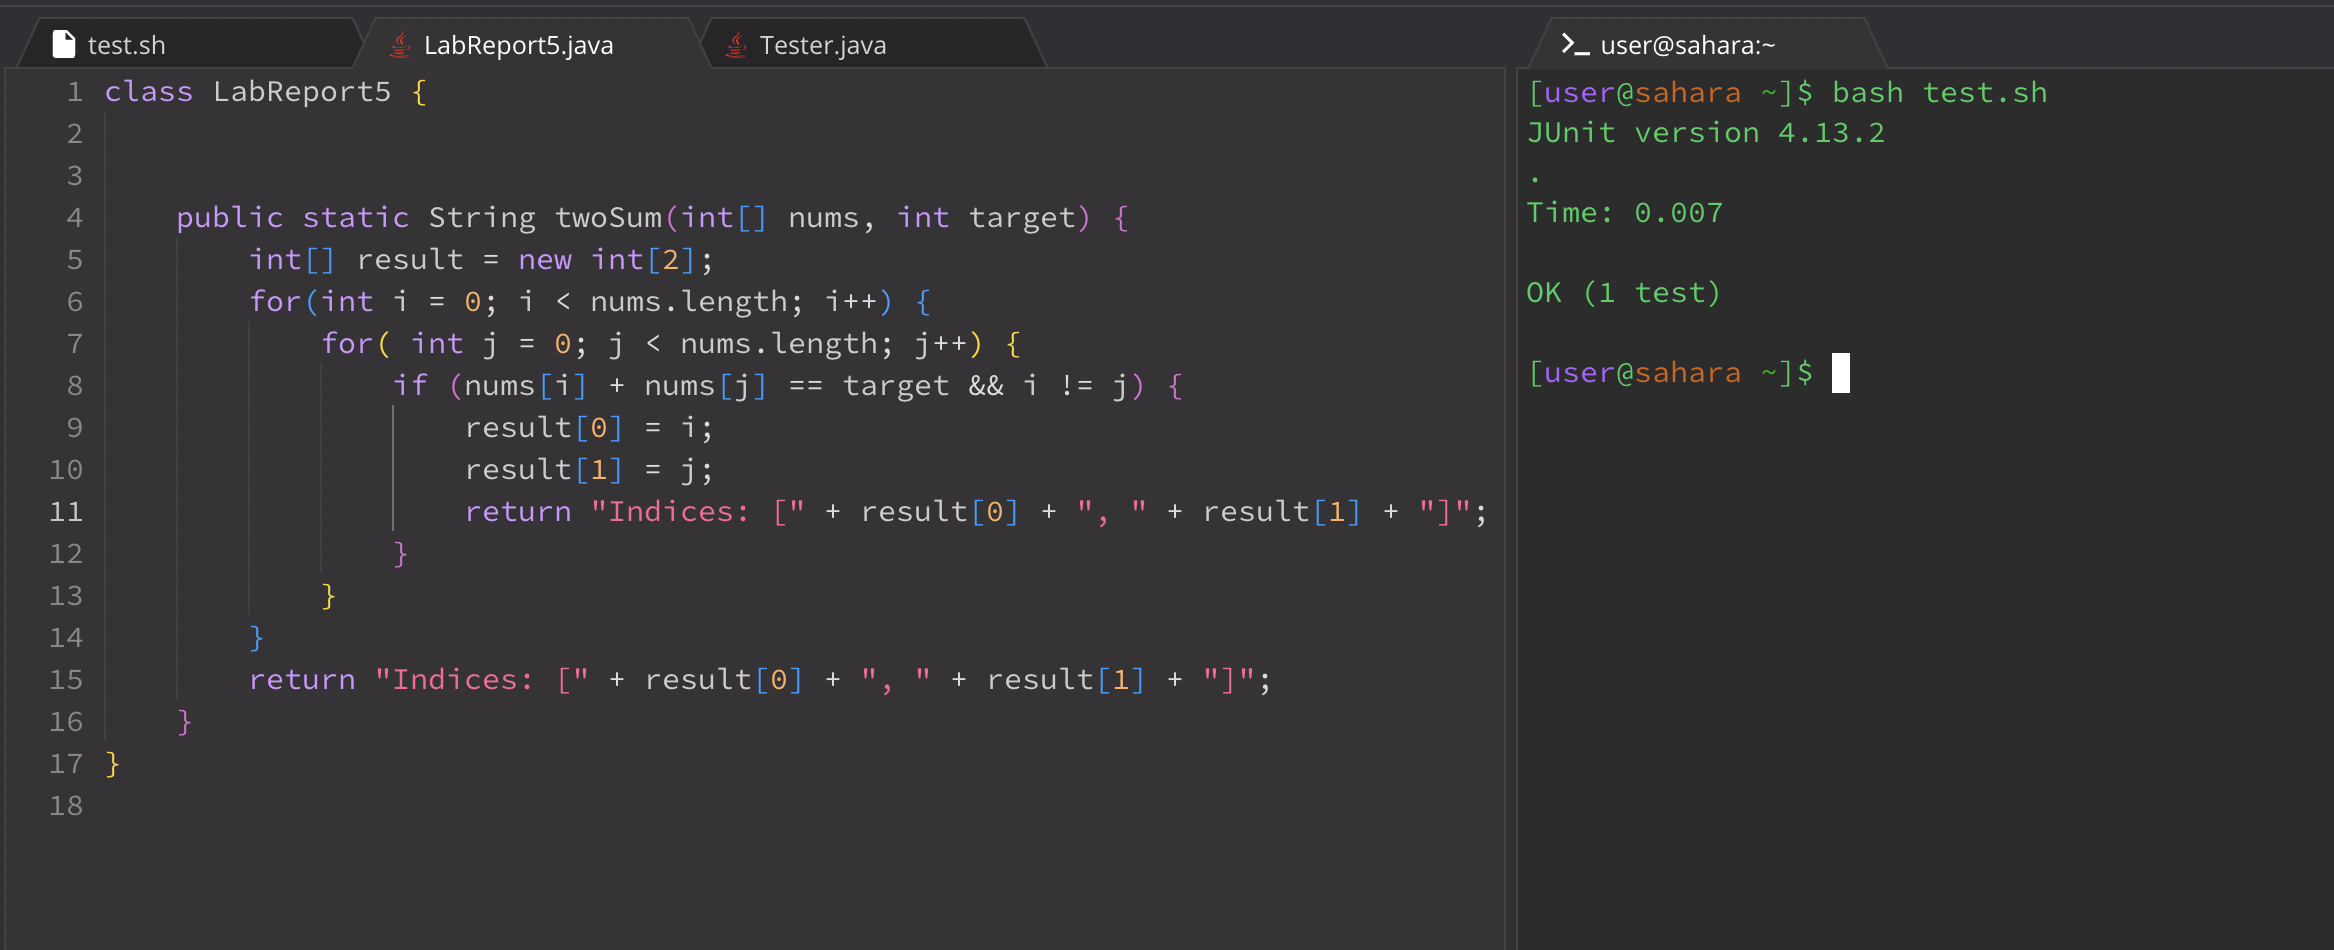 test.sh
LabReport5.java
Tester.java
1 class LabReport5 {
2
3
4     public static String twoSum(int[] nums, int target) {
5         int[] result = new int[2];
6         for(int i = 0; i < nums.length; i++) {
7             for( int j = 0; j < nums.length; j++) {
8                 if (nums[i] + nums[j] == target && i != j) {
9                     result[0] = i;
10                     result[1] = j;
11                     return "Indices: [" + result[0] + ", " + result[1] + "]";
12                 }
13             }
14         }
15         return "Indices: [" + result[0] + ", " + result[1] + "]";
16     }
17 }
18
>_ user@sahara:~
[user@sahara ~]$ bash test.sh
JUnit version 4.13.2
.
Time: 0.007
OK (1 test)
[user@sahara ~]$